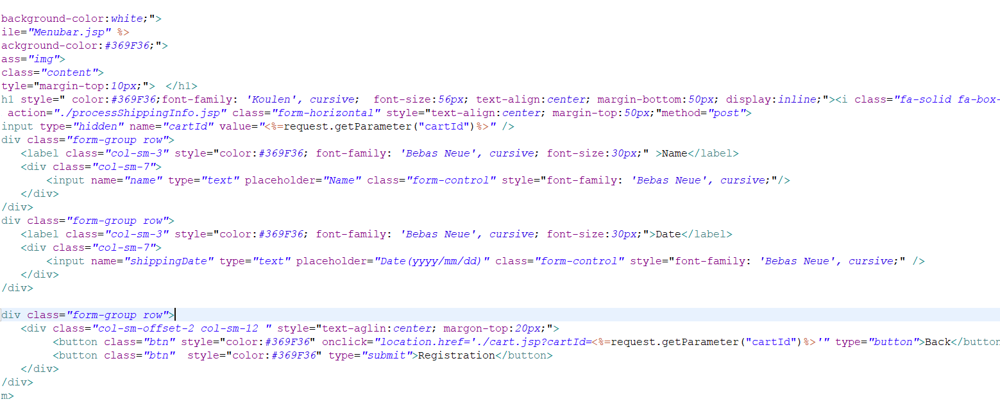 background-color:white;">
ile="Menubar.jsp" %>
ackground-color:#369F36;">
ass="img">
class="content">
tyle="margin-top:10px;">  </h1>
h1 style=" color:#369F36;font-family: 'Koulen', cursive;  font-size:56px; text-align:center; margin-bottom:50px; display:inline;"><i class="fa-solid fa-box-
action="./processShippingInfo.jsp" class="form-horizontal" style="text-align:center; margin-top:50px;"method="post">
input type="hidden" name="cartId" value="<%=request.getParameter("cartId")%>" />
div class="form-group row">
<label class="col-sm-3" style="color:#369F36; font-family: 'Bebas Neue', cursive; font-size:30px;" >Name</label>
<div class="col-sm-7">
<input name="name" type="text" placeholder="Name" class="form-control" style="font-family: 'Bebas Neue', cursive;"/>
</div>
/div>
div class="form-group row">
<label class="col-sm-3" style="color:#369F36; font-family: 'Bebas Neue', cursive; font-size:30px;">Date</label>
<div class="col-sm-7">
<input name="shippingDate" type="text" placeholder="Date(yyyy/mm/dd)" class="form-control" style="font-family: 'Bebas Neue', cursive;" />
</div>
/div>
div class="form-group row">
<div class="col-sm-offset-2 col-sm-12 " style="text-aglin:center; margon-top:20px;">
<button class="btn" style="color:#369F36" onclick="location.href='./cart.jsp?cartId=<%=request.getParameter("cartId")%>'" type="button">Back</button
<button class="btn"  style="color:#369F36" type="submit">Registration</button>
</div>
/div>
m>